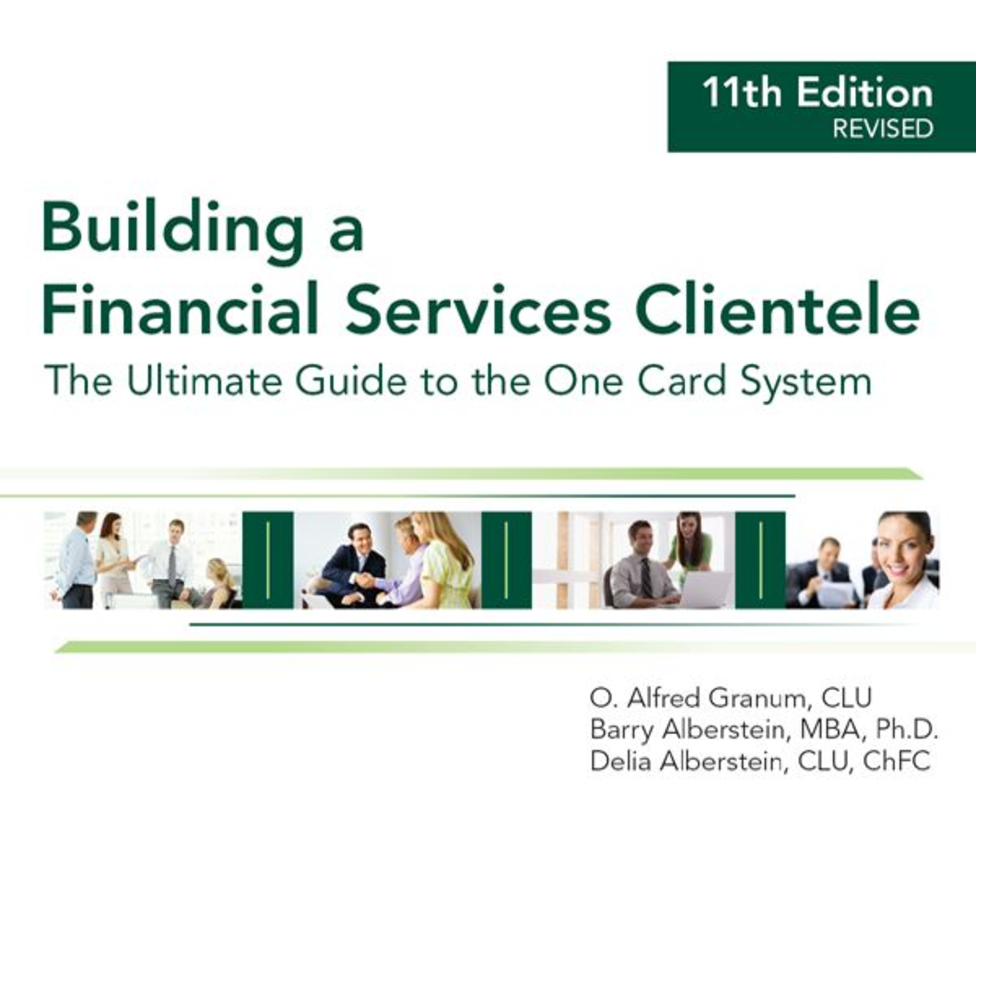 11th Edition
REVISED
Building a
Financial Services Clientele
The Ultimate Guide to the One Card System
O. Alfred Granum, CLU
Barry Alberstein, MBA, Ph.D.
Delia Alberstein, CLU, ChFC